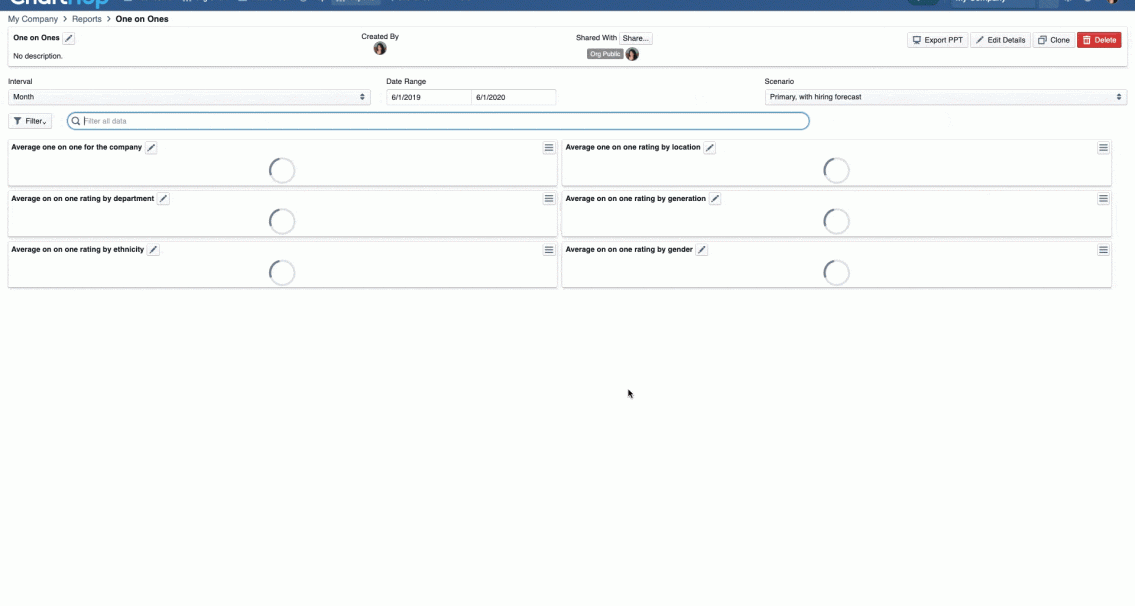 My Company > Reports > One on Ones
One on Ones
Created By
Shared With Share...
Export PPT
Edit Details
Clone
Delete
No description.
Org Public
Interval
Date Range
Scenario
Month
6/1/2019
6/1/2020
Primary, with hiring forecast
Filter
Filter all data
Average one on one for the company
Average one on one rating by location
Average on on one rating by department
Average on on one rating by generation
Average on on one rating by ethnicity
Average on on one rating by gender